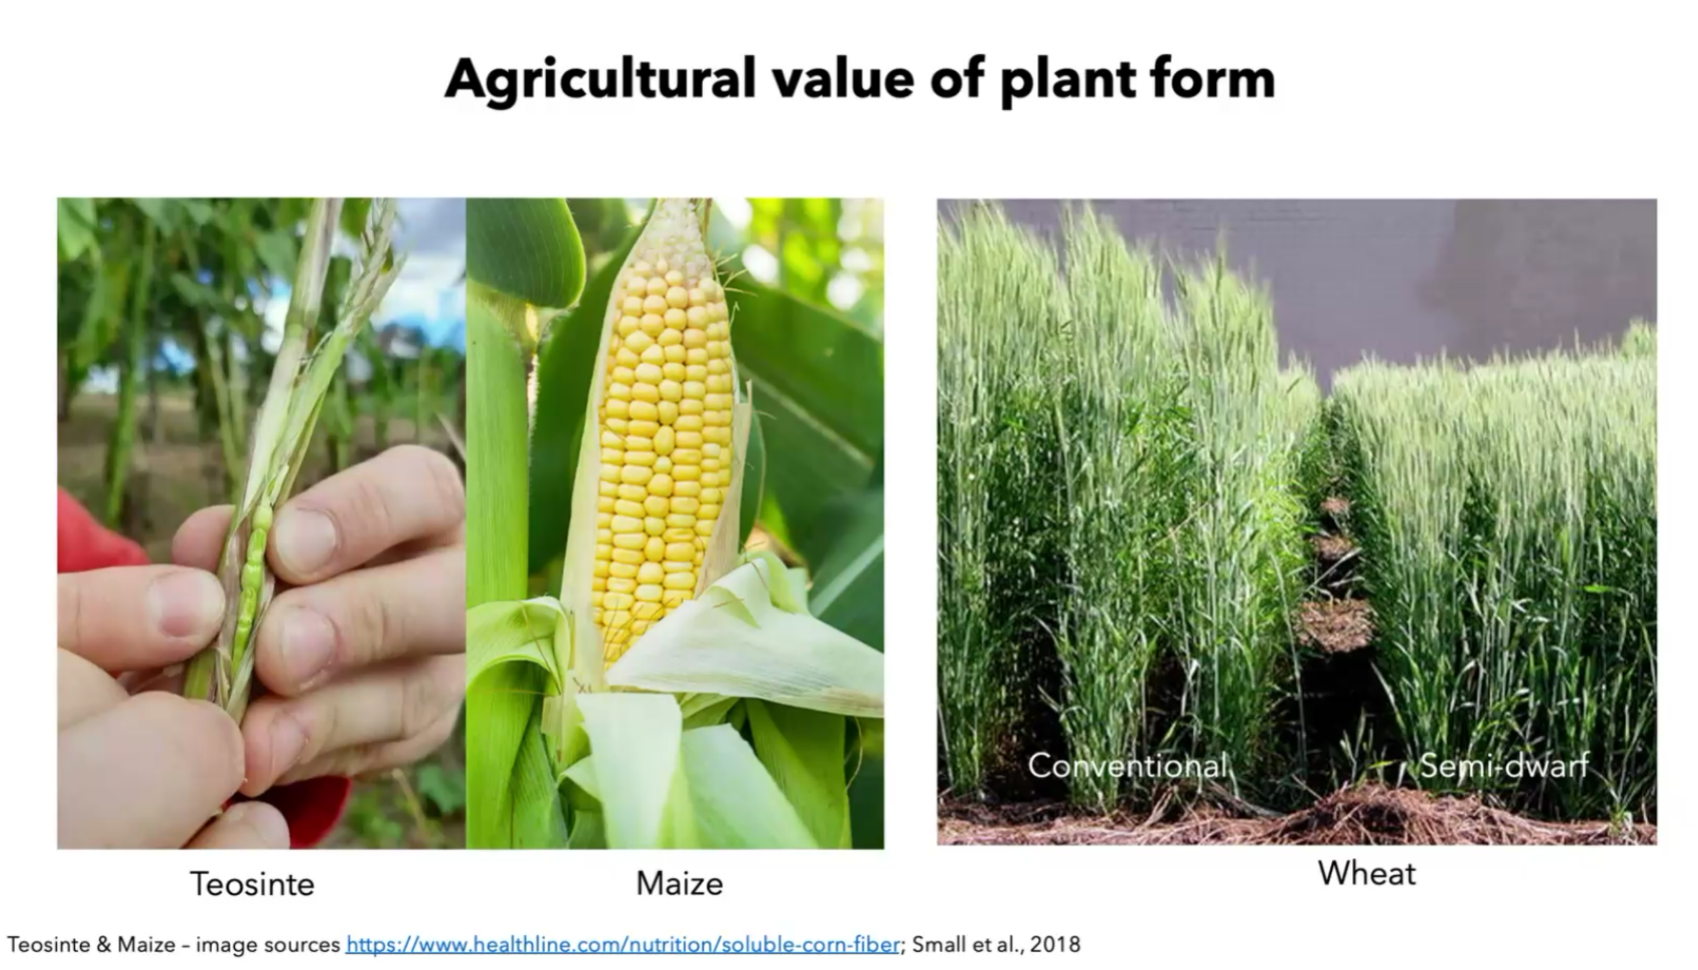 Agricultural value of plant form
Conventional
Semi-dwarf
Teosinte
Maize
Wheat
Teosinte & Maize – image sources https://www.healthline.com/nutrition/soluble-corn-fiber; Small et al., 2018